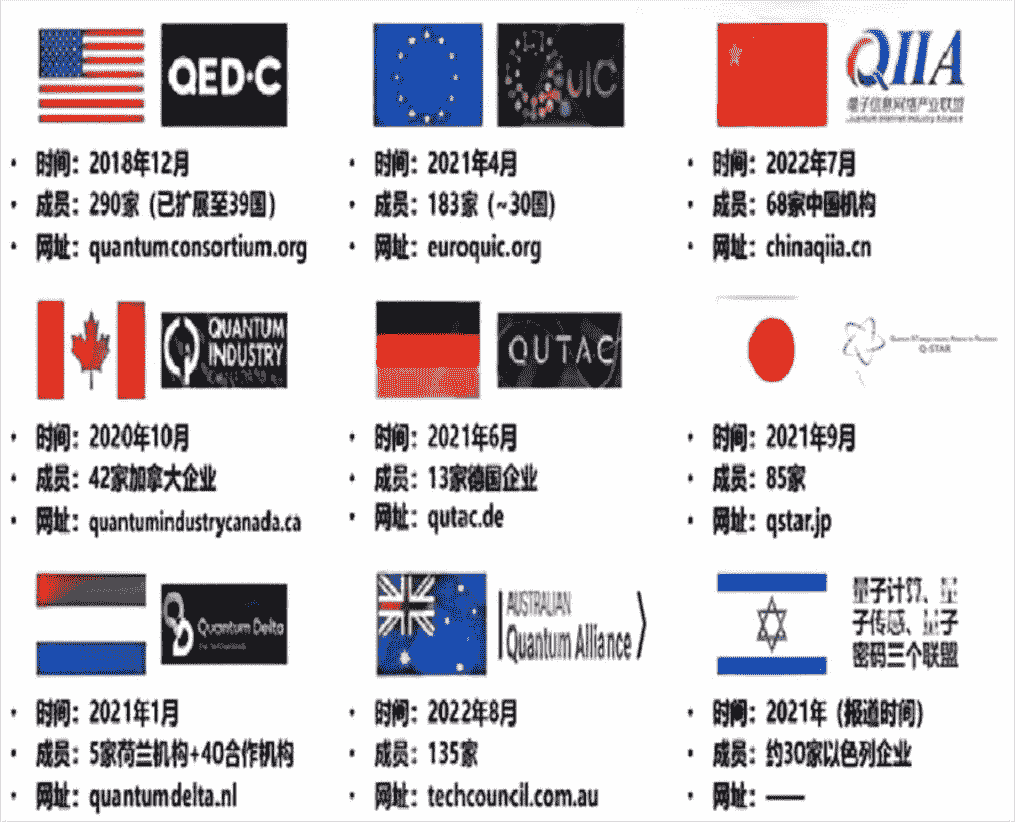 QED·C
QUIC
QIIA
量子信息网络产业联盟
Quantum Internet Industry Alliance
• 时间：2018年12月
• 成员：290家（已扩展至39国）
• 网址：quantumconsortium.org
• 时间：2021年4月
• 成员：183家（~30国）
• 网址：euroquic.org
• 时间：2022年7月
• 成员：68家中国机构
• 网址：chinaqiia.cn
QUANTUM
INDUSTRY
QUTAC
Q-STAR
• 时间：2020年10月
• 成员：42家加拿大企业
• 网址：quantumindustrycanada.ca
• 时间：2021年6月
• 成员：13家德国企业
• 网址：qutac.de
• 时间：2021年9月
• 成员：85家
• 网址：qstar.jp
Quantum Delta
AUSTRALIAN
Quantum Alliance
量子计算、量
子传感、量子
密码三个联盟
• 时间：2021年1月
• 成员：5家荷兰机构+40合作机构
• 网址：quantumdelta.nl
• 时间：2022年8月
• 成员：135家
• 网址：techcouncil.com.au
• 时间：2021年（报道时间）
• 成员：约30家以色列企业
• 网址：——